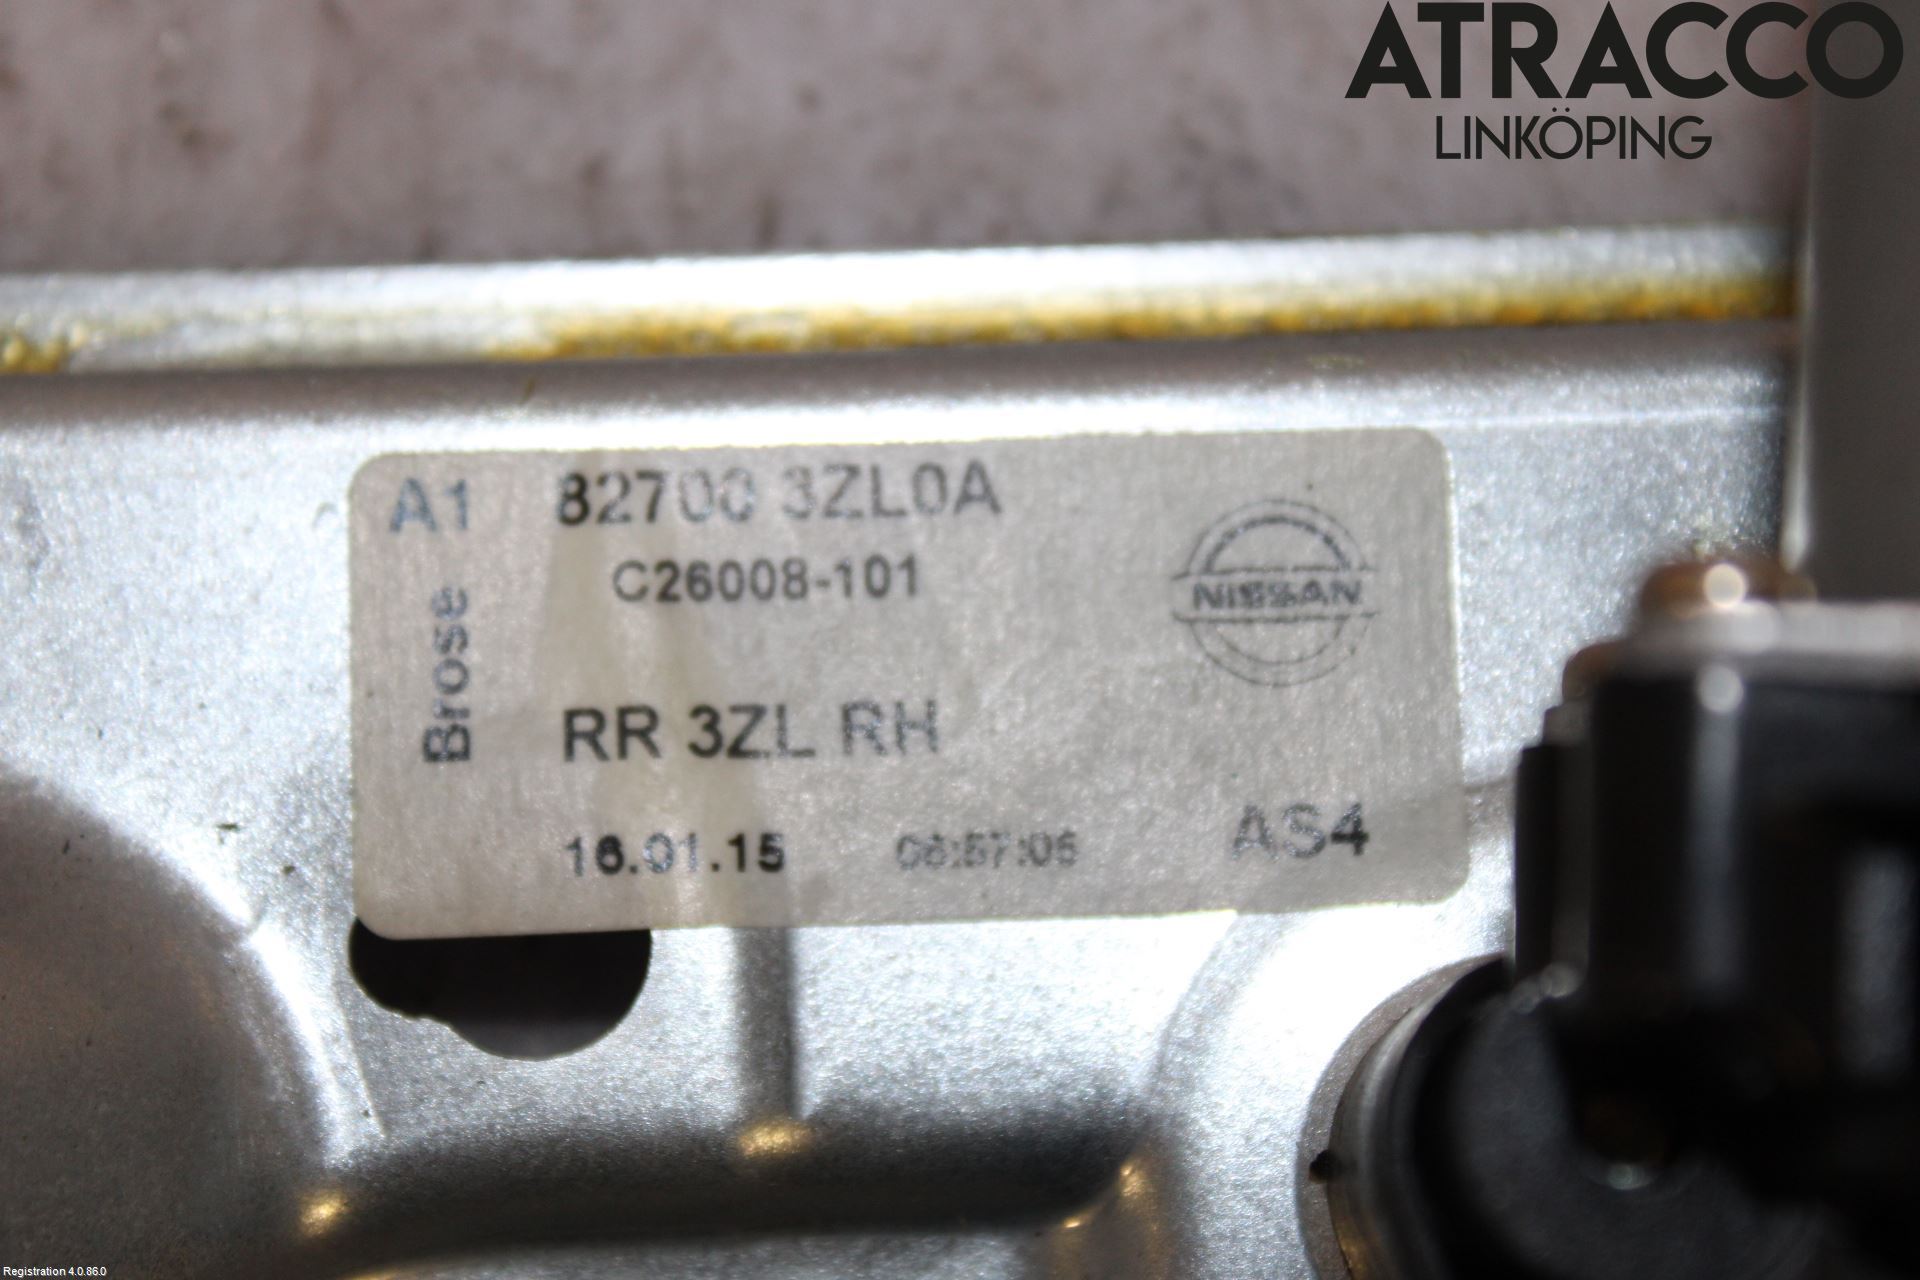 ATRACCO
LINKÖPING
A1 82700 3ZL0A
C26008-101
NISSAN
Brose
RR 3ZL RH
16.01.15 06:57:06 AS4
Registration 4.0.86.0